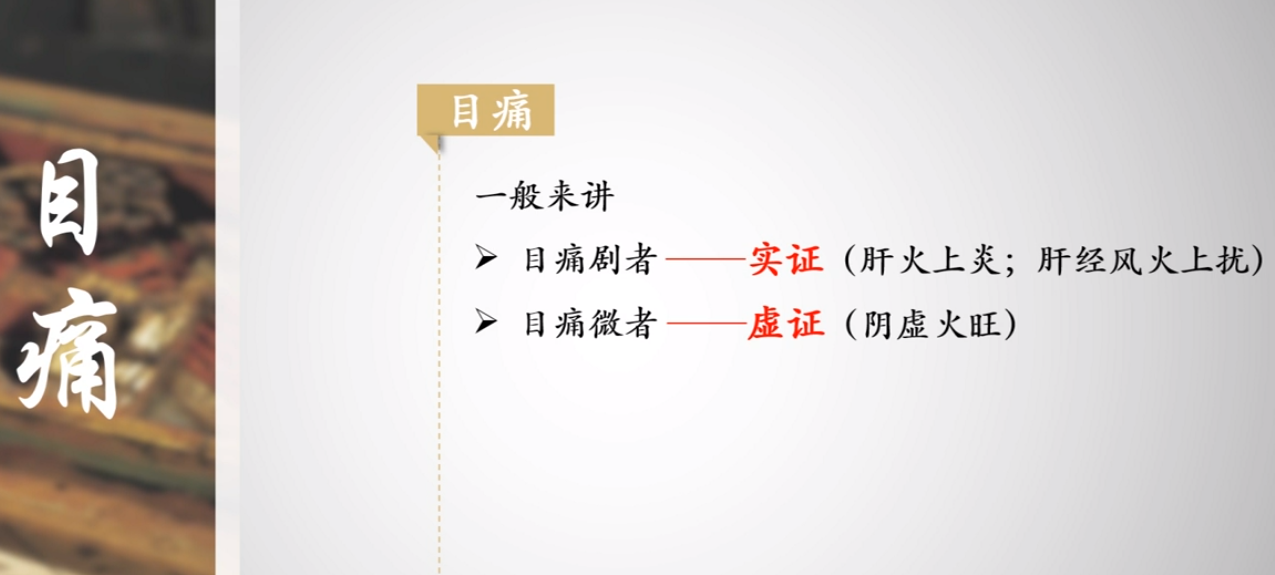 目痛
目痛
一般来讲
目痛剧者——实证（肝火上炎；肝经风火上扰）
目痛微者——虚证（阴虚火旺）